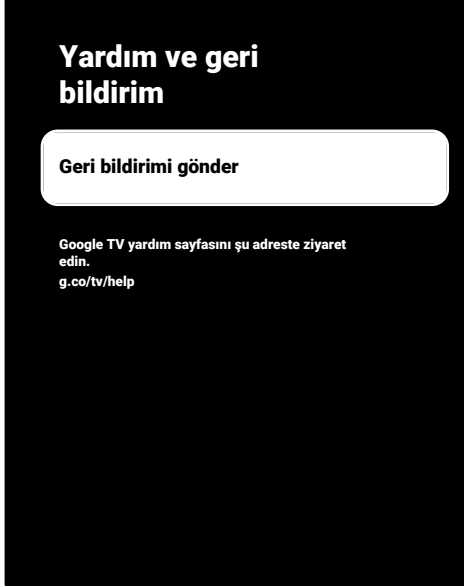 Yardım ve geri
bildirim
Geri bildirimi gönder
Google TV yardım sayfasını şu adreste ziyaret
edin.
g.co/tv/help